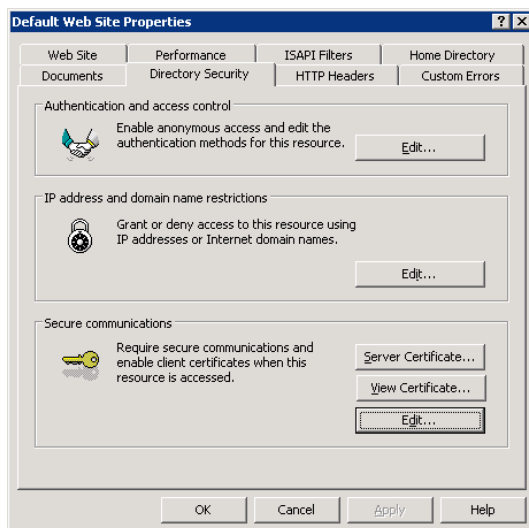 Default Web Site Properties ? X
Web Site Performance ISAPI Filters Home Directory
Documents Directory Security HTTP Headers Custom Errors
Authentication and access control
Enable anonymous access and edit the
authentication methods for this resource.
Edit...
IP address and domain name restrictions
Grant or deny access to this resource using
IP addresses or Internet domain names.
Edit...
Secure communications
Require secure communications and
enable client certificates when this
resource is accessed.
Server Certificate...
View Certificate...
Edit...
OK Cancel Apply Help